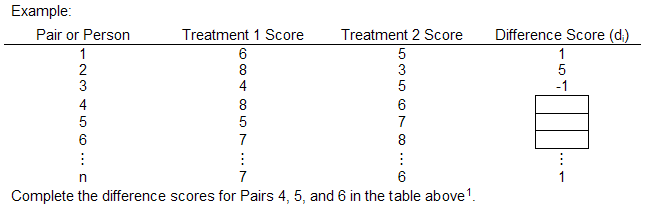 Example:
Pair or Person Treatment 1 Score Treatment 2 Score Difference Score (dᵢ)
1 6 5 1
2 8 3 5
3 4 5 -1
4 8 6
5 5 7
6 7 8
⋮ ⋮ ⋮ ⋮
n 7 6 1
Complete the difference scores for Pairs 4, 5, and 6 in the table above¹.